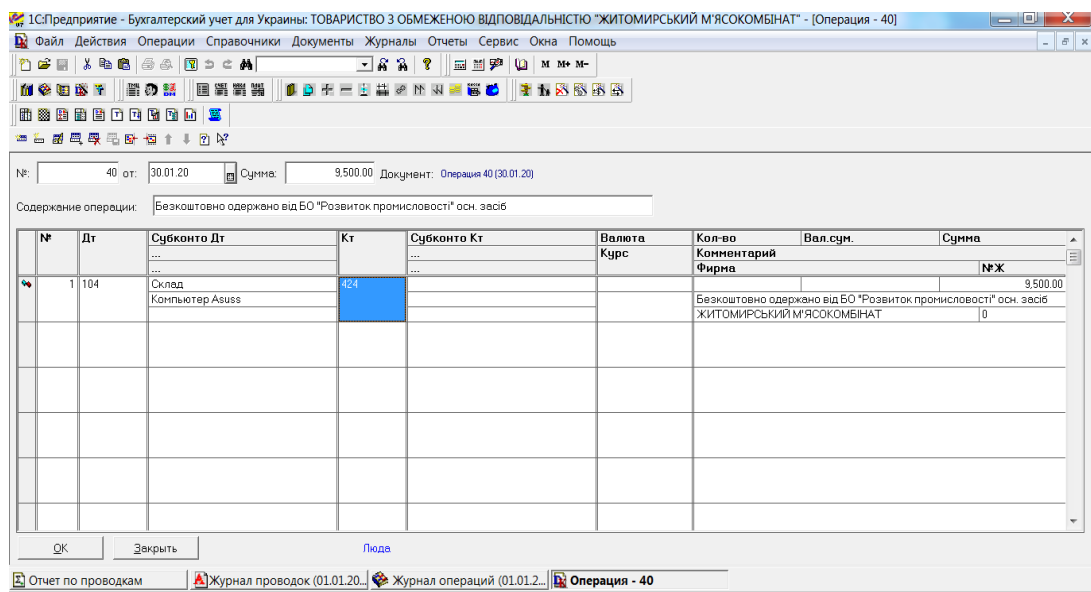 1С:Предприятие - Бухгалтерский учет для Украины: ТОВАРИСТВО З ОБМЕЖЕНОЮ ВІДПОВІДАЛЬНІСТЮ "ЖИТОМИРСЬКИЙ М'ЯСОКОМБІНАТ" - [Операция - 40]
Файл Действия Операции Справочники Документы Журналы Отчеты Сервис Окна Помощь
M M+ M-
№: 40 от: 30.01.20 Сумма: 9,500.00 Документ: Операция 40 (30.01.20)
Содержание операции: Безкоштовно одержано від БО "Розвиток промисловості" осн. засіб
№ Дт Субконто Дт Кт Субконто Кт Валюта Кол-во Вал.сум. Сумма
... ... Курс Комментарий
... ... Фирма №Ж
1 104 Склад 424 9,500.00
Компьютер Asuss Безкоштовно одержано від БО "Розвиток промисловості" осн. засіб
ЖИТОМИРСЬКИЙ М'ЯСОКОМБІНАТ 0
OK Закрыть Люда
Отчет по проводкам Журнал проводок (01.01.20... Журнал операций (01.01.2... Операция - 40